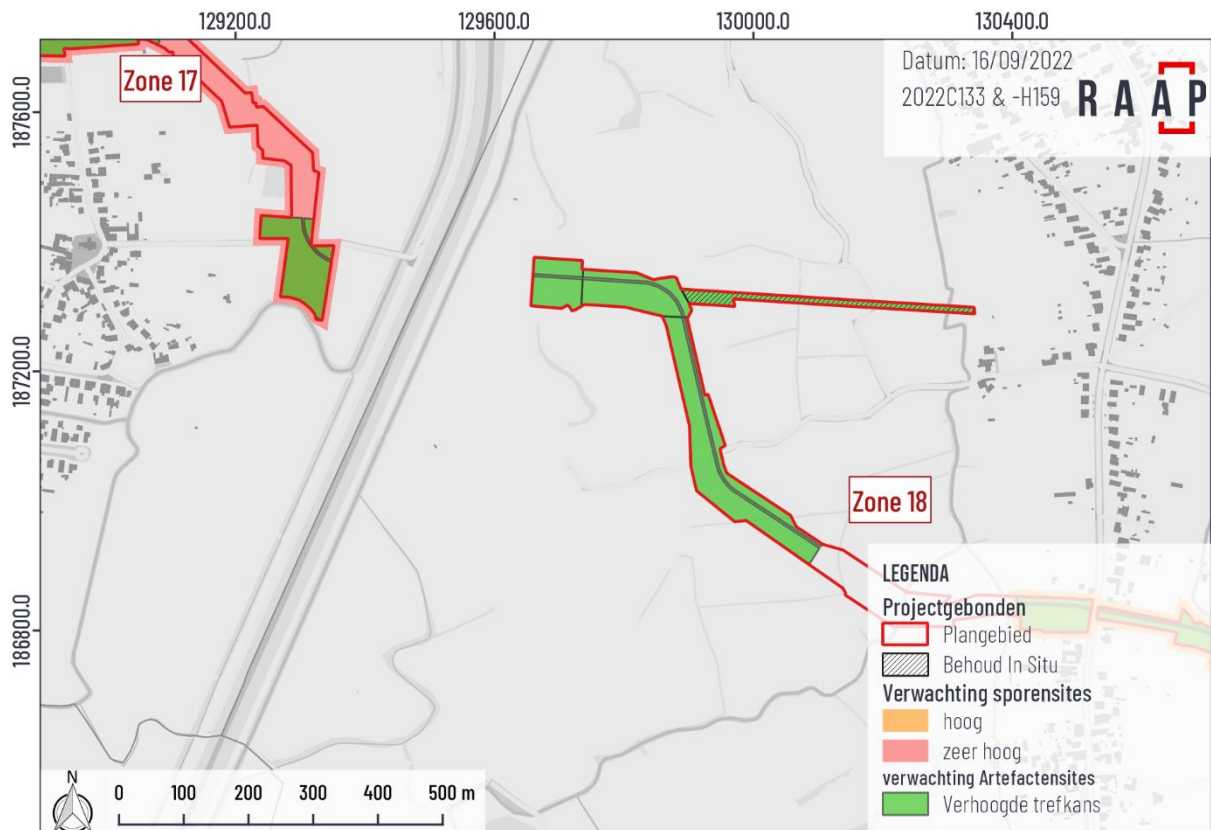 129200.0 129600.0 130000.0 130400.0
Zone 17
Datum: 16/09/2022
2022C133 & -H159
RAAP
187600.0
187200.0
186800.0
Zone 18
LEGENDA
Projectgebonden
Plangebied
Behoud In Situ
Verwachting sporensites
hoog
zeer hoog
verwachting Artefactensites
Verhoogde trefkans
N
0 100 200 300 400 500 m